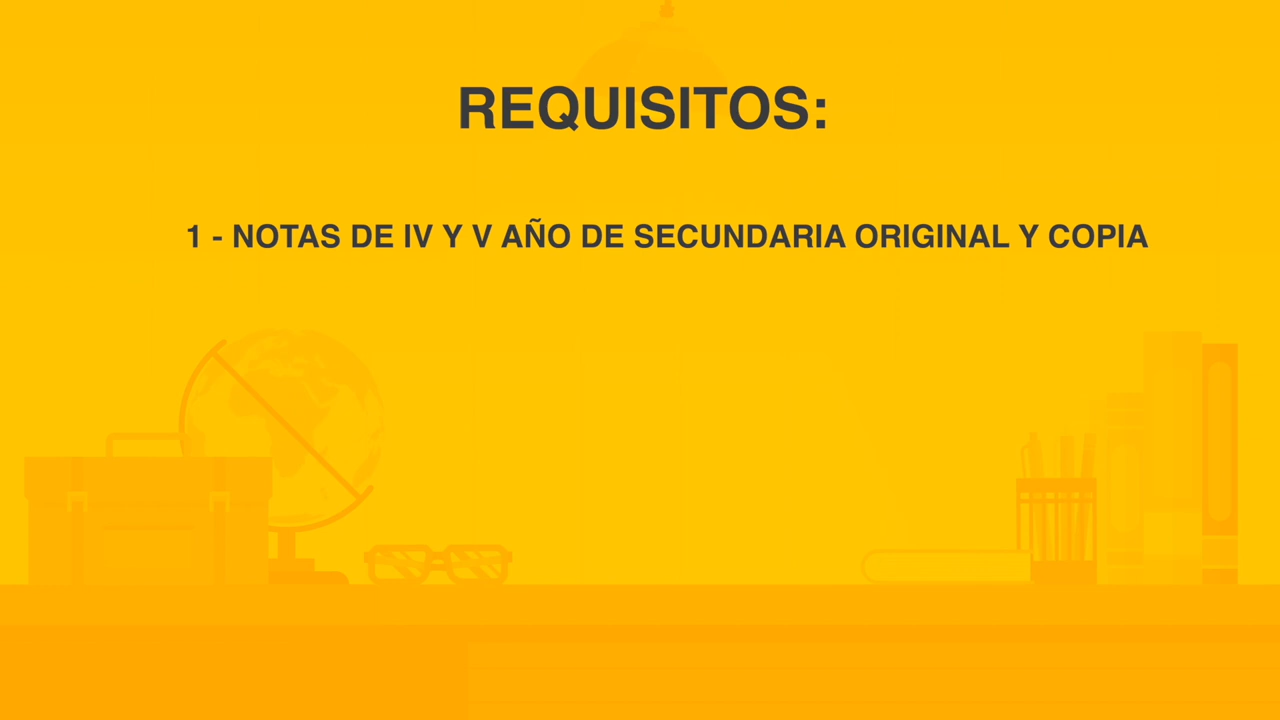 REQUISITOS:
1 - NOTAS DE IV Y V AÑO DE SECUNDARIA ORIGINAL Y COPIA